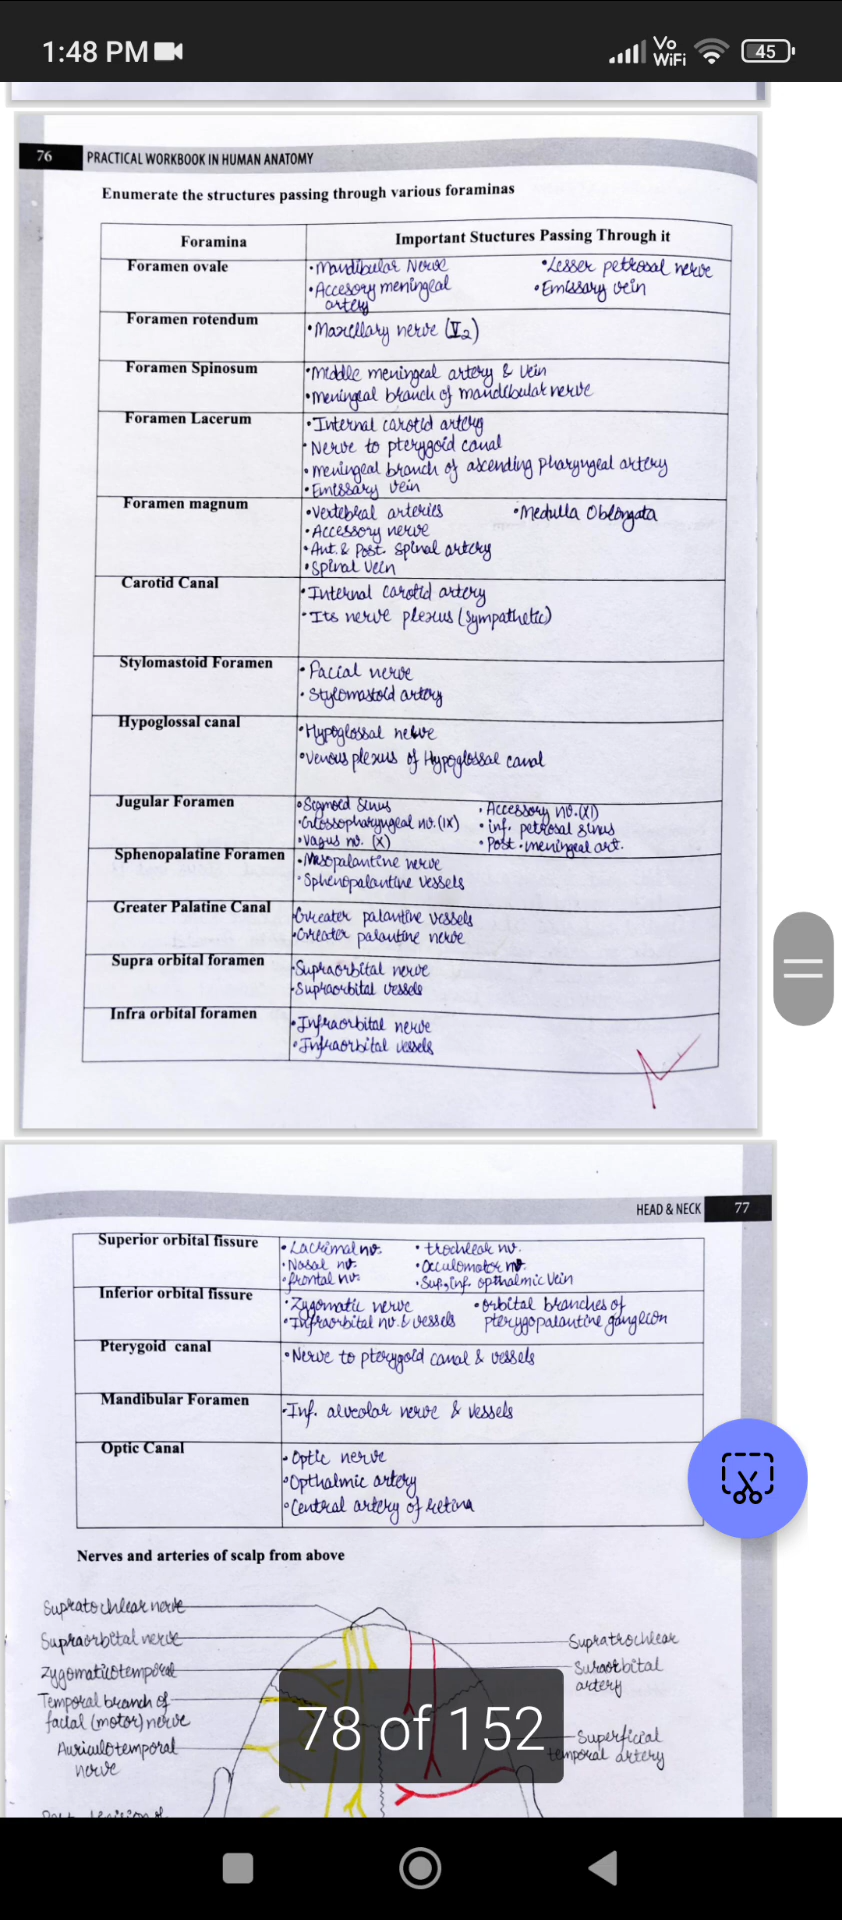 1:48 PM
Vo WiFi
45
76 PRACTICAL WORKBOOK IN HUMAN ANATOMY
Enumerate the structures passing through various foraminas
Foramina Important Stuctures Passing Through it
Foramen ovale
• Mandibular Nerve • Lesser petrosal nerve
• Accesory meningeal • Emissary vein
artery
Foramen rotendum
• Maxillary nerve (V2)
Foramen Spinosum
• Middle meningeal artery & vein
• meningeal branch of mandibular nerve
Foramen Lacerum
• Internal carotid artery
• Nerve to pterygoid canal
• meningeal branch of ascending pharyngeal artery
• Emissary vein
Foramen magnum
• Vertebral arteries • Medulla Oblongata
• Accessory nerve
• Ant. & Post. spinal artery
• spinal vein
Carotid Canal
• Internal carotid artery
• Its nerve plexus (sympathetic)
Stylomastoid Foramen
• Facial nerve
• Stylomastoid artery
Hypoglossal canal
• Hypoglossal nerve
• Venous plexus of Hypoglossal canal
Jugular Foramen
• Sigmoid sinus • Accessory nv.(XI)
• Glossopharyngeal nv. (IX) • inf. petrosal sinus
• Vagus nv. (X) • Post. meningeal art.
Sphenopalatine Foramen
• Nasopalantine nerve
• Sphenopalantine vessels
Greater Palatine Canal
• Greater palantine vessels
• Greater palantine nerve
Supra orbital foramen
• Supraorbital nerve
• Supraorbital vessels
Infra orbital foramen
• Infraorbital nerve
• Infraorbital vessels
HEAD & NECK 77
Superior orbital fissure
• Lacrimal nv. • trochlear nv.
• Nasal nv. • Occulomotor nv.
• frontal nv. • Sup, inf. opthalmic vein
Inferior orbital fissure
• Zygomatic nerve • orbital branches of
• Infraorbital nv. & vessels pterygopalantine ganglion
Pterygoid canal
• Nerve to pterygoid canal & vessels
Mandibular Foramen
• Inf. alveolar nerve & vessels
Optic Canal
• Optic nerve
• Opthalmic artery
• Central artery of retina
Nerves and arteries of scalp from above
Supratochlear nerve
Supraorbital nerve
Zygomaticotemporal
Temporal branch of
facial (motor) nerve
Auriculotemporal
nerve
Supratrochlear
Suraorbital
artery
Superficial
temporal artery
78 of 152